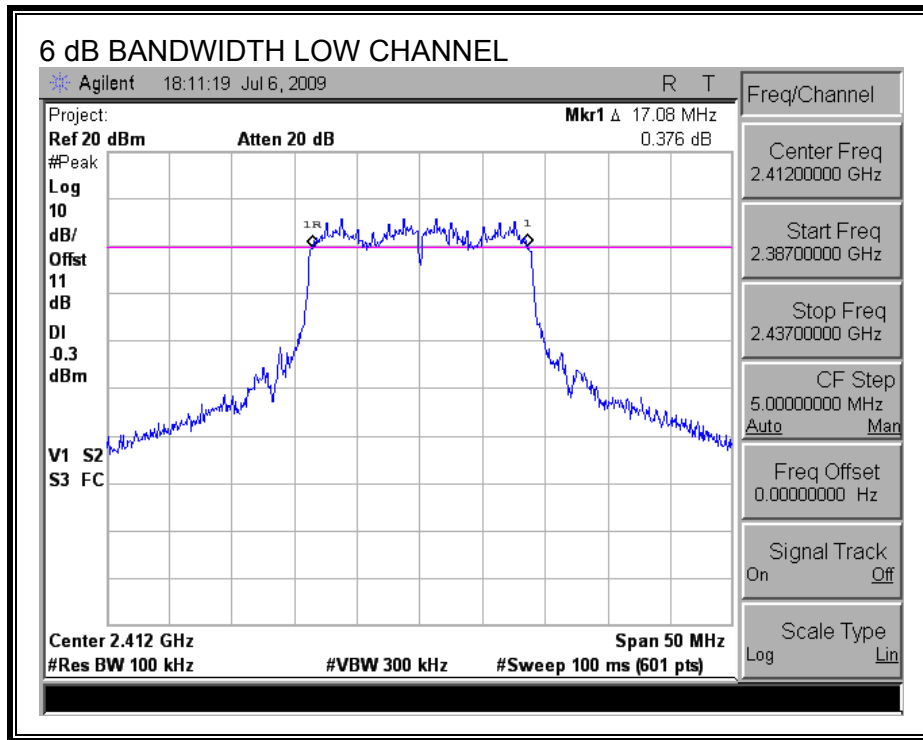 6 dB BANDWIDTH LOW CHANNEL
Agilent 18:11:19 Jul 6, 2009 R T
Project:
Mkr1 Δ 17.08 MHz
Ref 20 dBm Atten 20 dB 0.376 dB
#Peak
Log
10
dB/
Offst
11
dB
DI
-0.3
dBm
V1 S2
S3 FC
1R
1
Center 2.412 GHz Span 50 MHz
#Res BW 100 kHz #VBW 300 kHz #Sweep 100 ms (601 pts)
Freq/Channel
Center Freq
2.41200000 GHz
Start Freq
2.38700000 GHz
Stop Freq
2.43700000 GHz
CF Step
5.00000000 MHz
Auto Man
Freq Offset
0.00000000 Hz
Signal Track
On Off
Scale Type
Log Lin